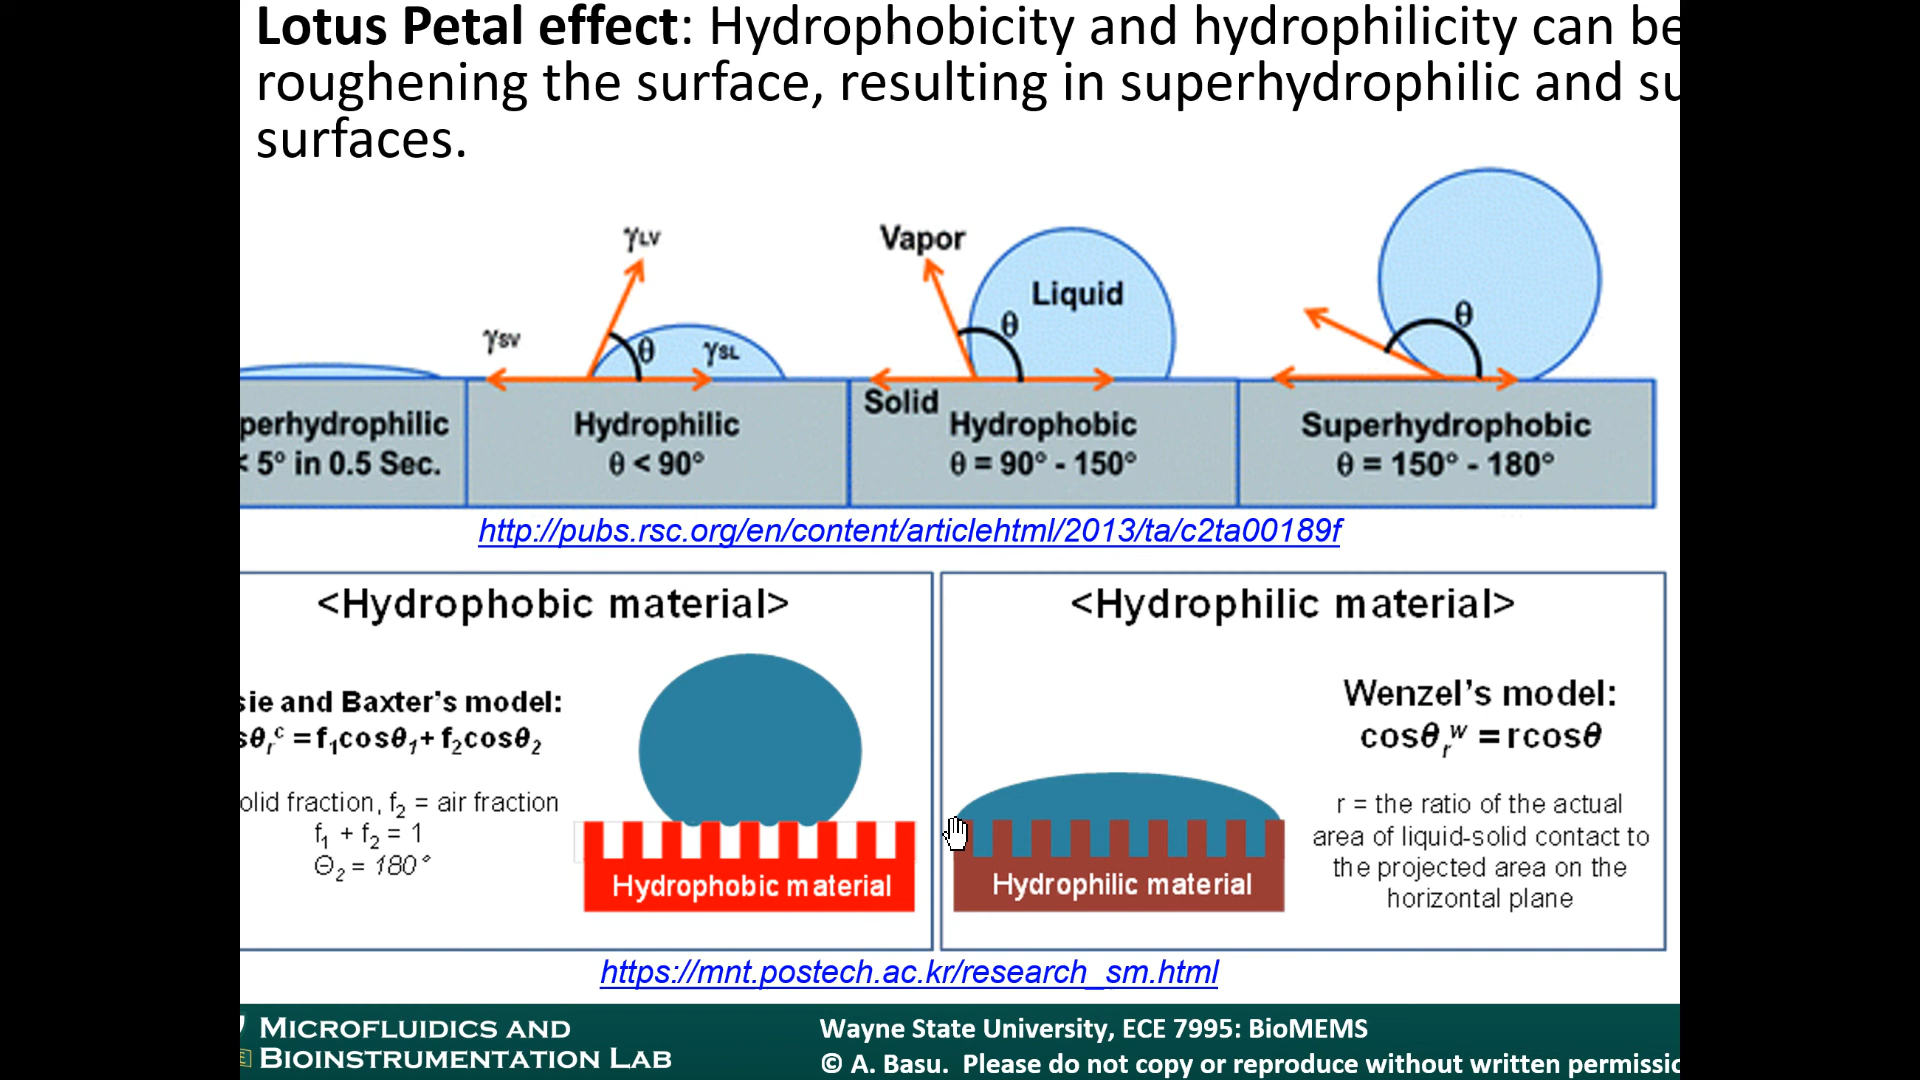 Lotus Petal effect: Hydrophobicity and hydrophilicity can be
roughening the surface, resulting in superhydrophilic and su
surfaces.
γLV
γSV
θ
γSL
Vapor
Liquid
θ
θ
Solid
perhydrophilic
< 5° in 0.5 Sec.
Hydrophilic
θ < 90°
Hydrophobic
θ = 90° - 150°
Superhydrophobic
θ = 150° - 180°
http://pubs.rsc.org/en/content/articlehtml/2013/ta/c2ta00189f
<Hydrophobic material>
sie and Baxter's model:
sθrᶜ = f₁cosθ₁ + f₂cosθ₂
olid fraction, f₂ = air fraction
f₁ + f₂ = 1
Θ₂ = 180°
Hydrophobic material
<Hydrophilic material>
Wenzel's model:
cosθrʷ = rcosθ
r = the ratio of the actual
area of liquid-solid contact to
the projected area on the
horizontal plane
Hydrophilic material
https://mnt.postech.ac.kr/research_sm.html
MICROFLUIDICS AND
BIOINSTRUMENTATION LAB
Wayne State University, ECE 7995: BioMEMS
© A. Basu. Please do not copy or reproduce without written permissio